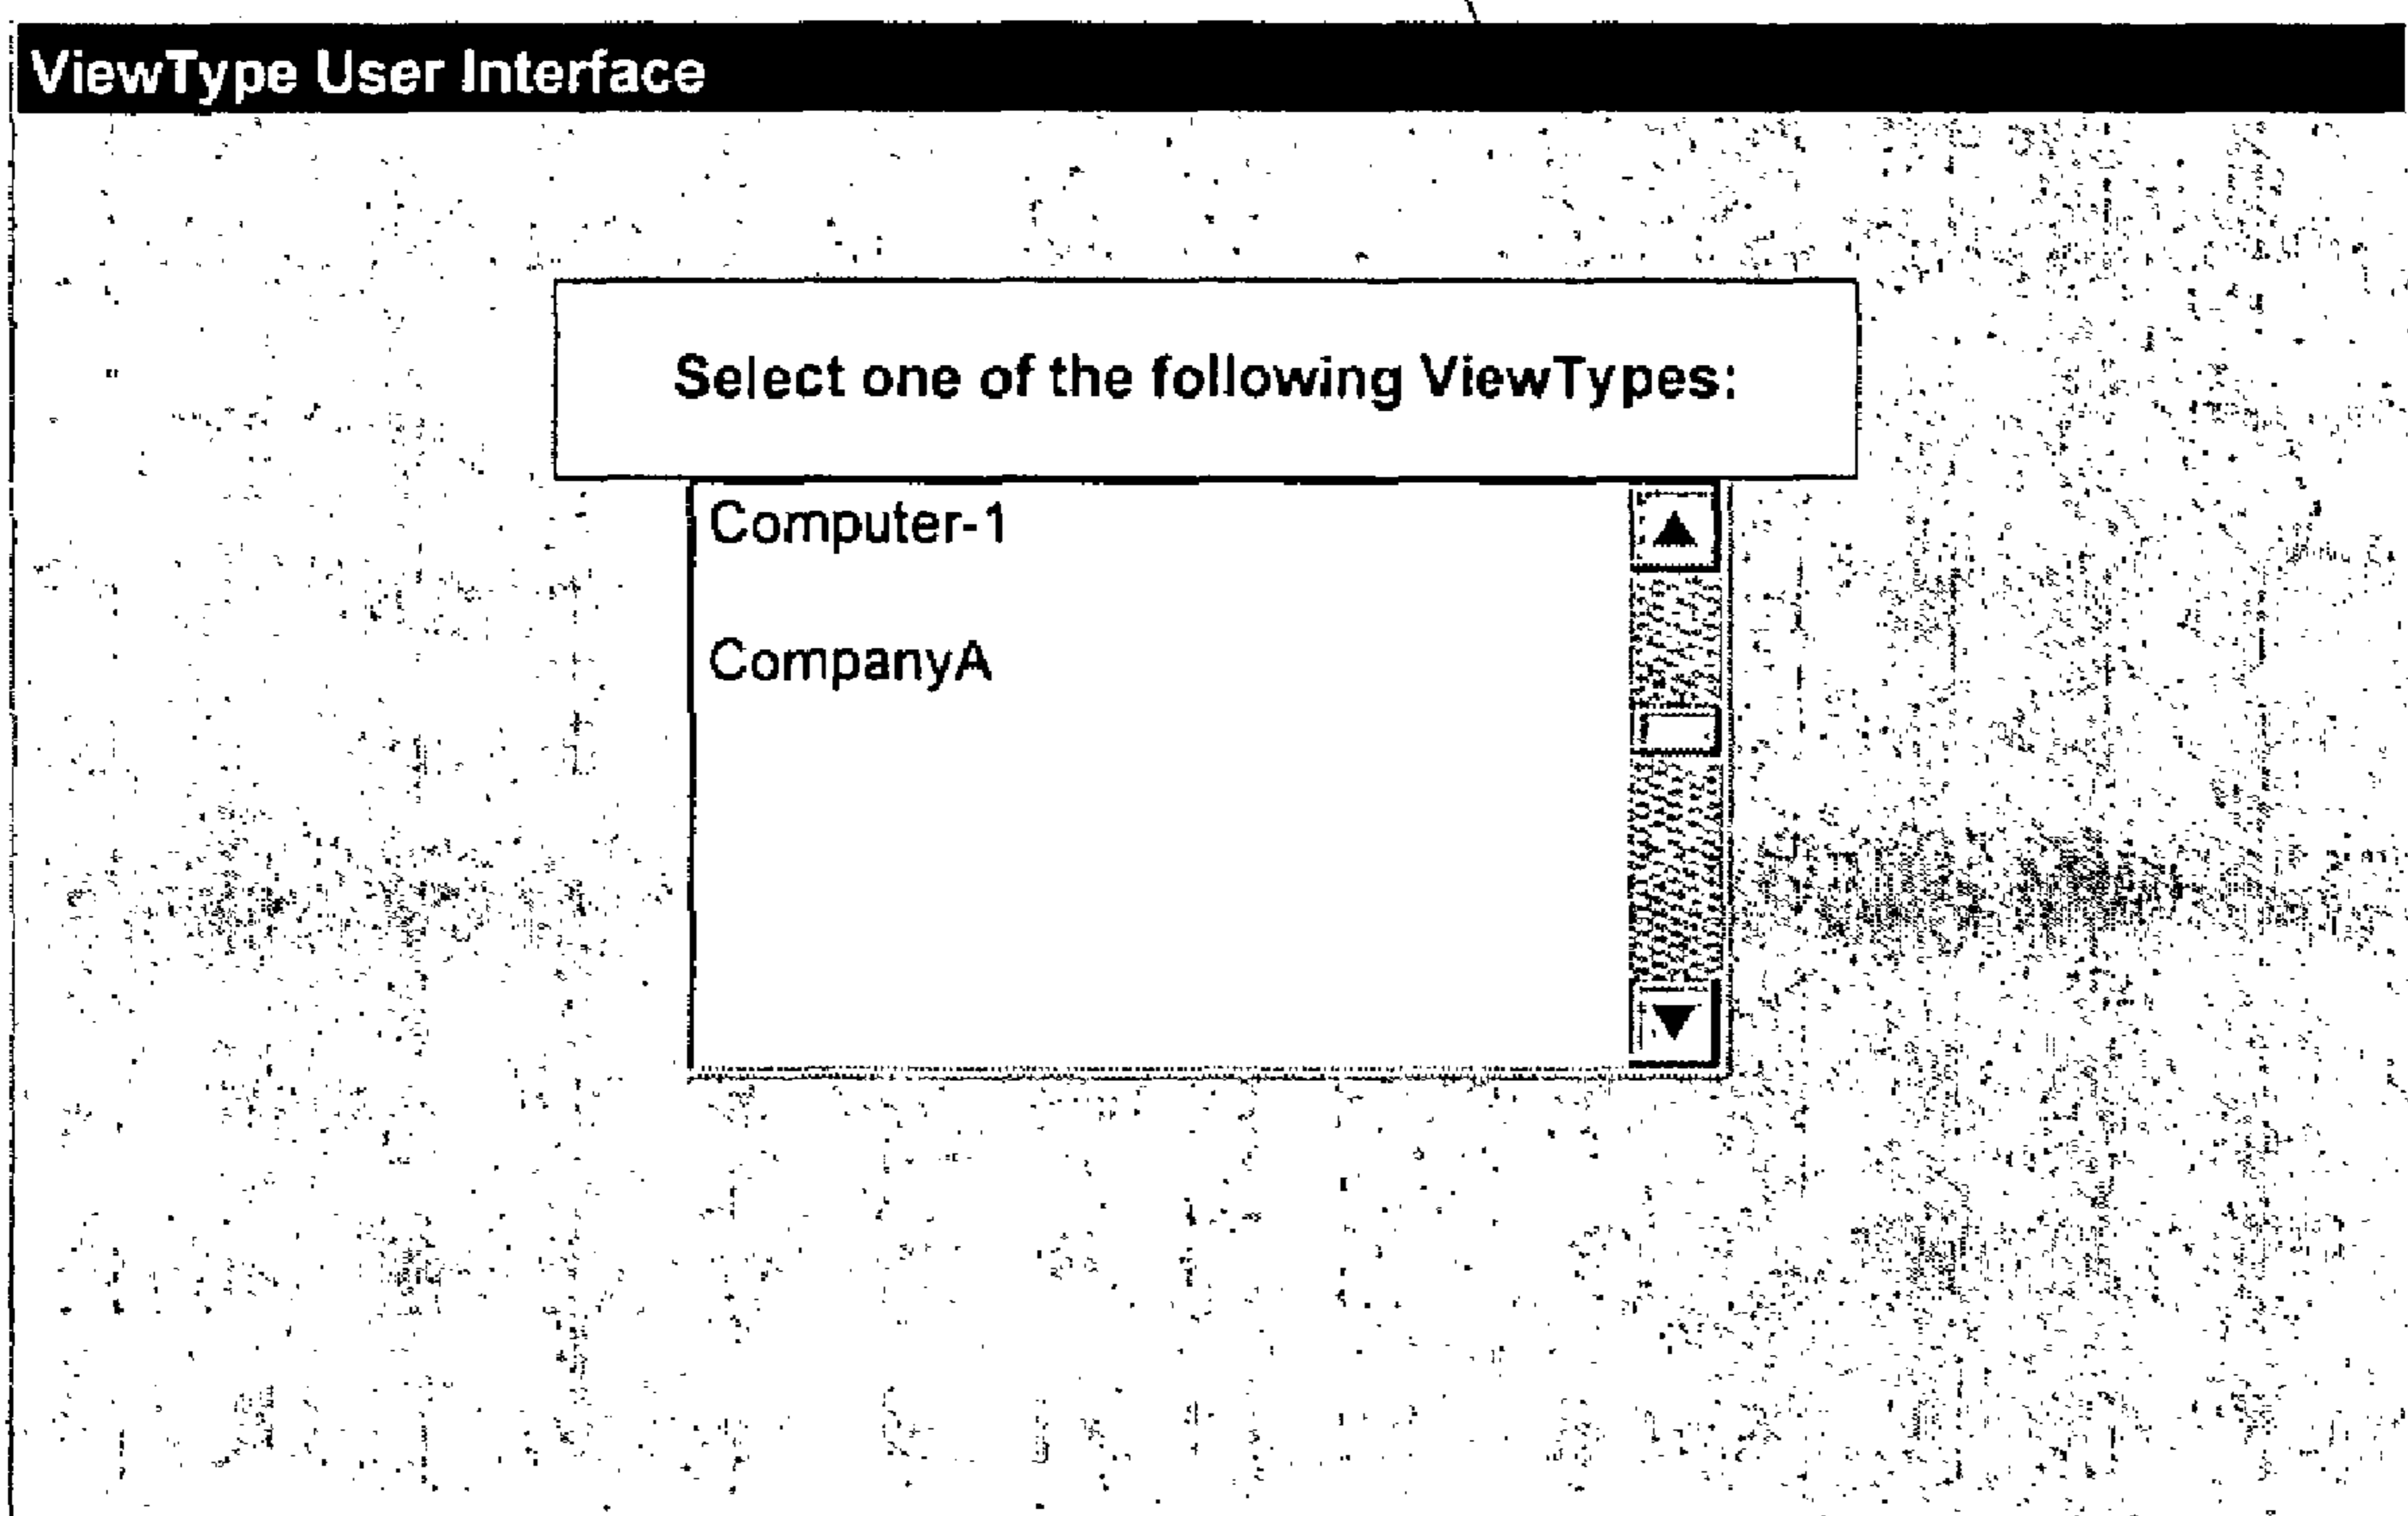 ViewType User Interface
Select one of the following ViewTypes:
Computer-1
CompanyA